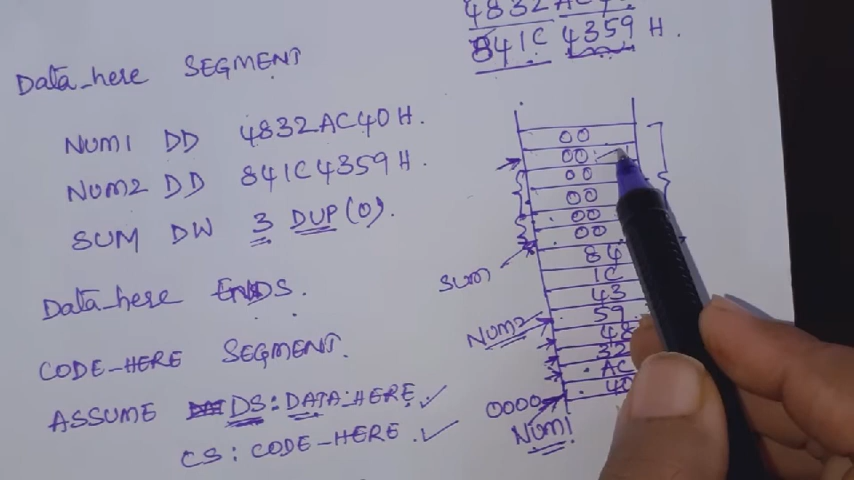 4832 AC4
841C 4359 H.
Data_here SEGMENT
NUM1 DD 4832AC40H.
NUM2 DD 841C4359H.
SUM DW 3 DUP(0).
Data_here ENDS.
CODE-HERE SEGMENT.
ASSUME DS:DATA-HERE ✓
CS: CODE-HERE. ✓
00
00
00
00
00
00
SUM
84
1C
43
NUM2
59
48
32
AC
0000
40
NUM1